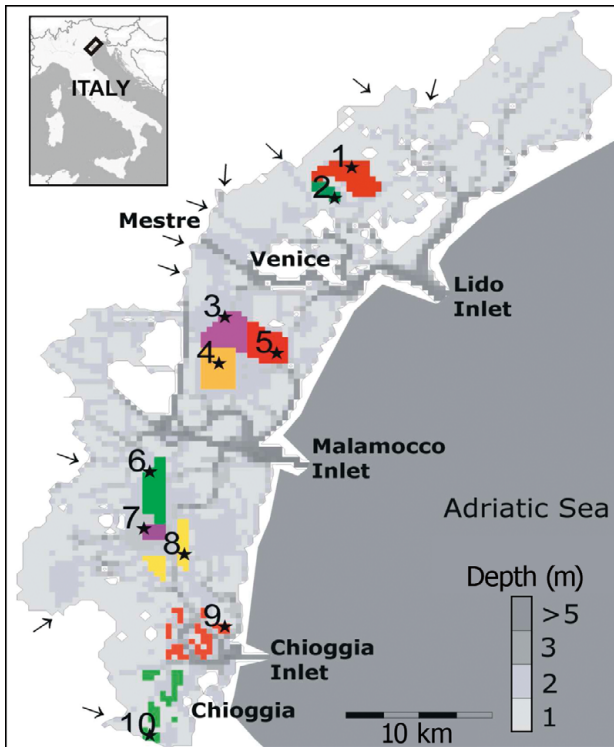 ITALY
1
2
Mestre
Venice
Lido
Inlet
3
4
5
Malamocco
Inlet
6
7
8
Adriatic Sea
Depth (m)
>5
3
2
1
9
Chioggia
Inlet
Chioggia
10
10 km